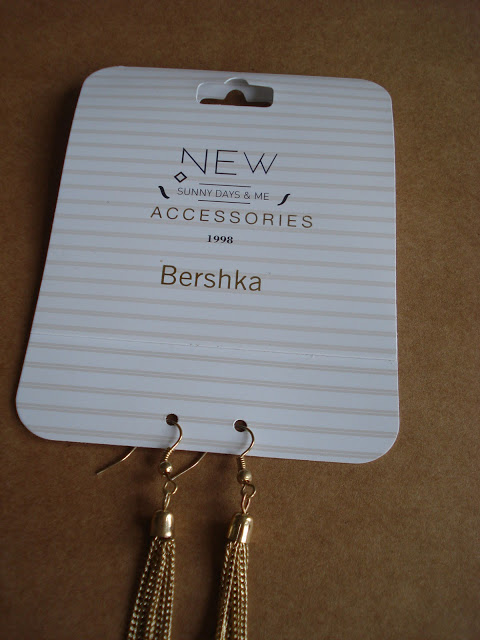 NEW
SUNNY DAYS & ME
ACCESSORIES
1998
Bershka